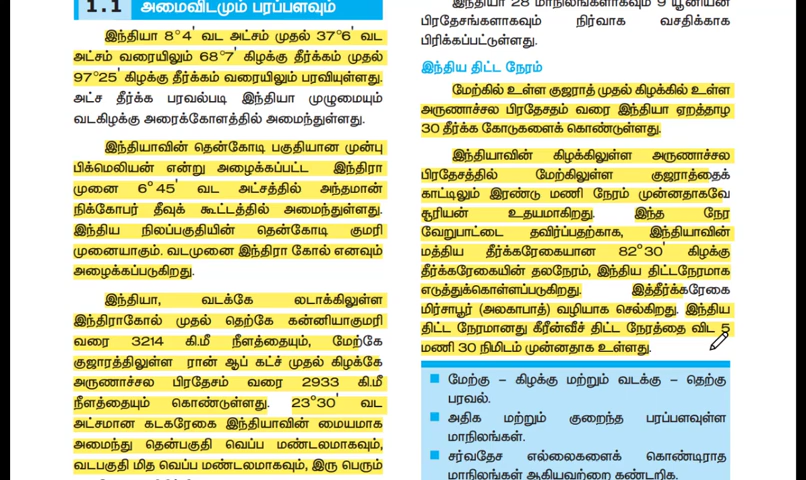 1.1 அமைவிடமும் பரப்பளவும்
இந்தியா 8°4' வட அட்சம் முதல் 37°6' வட
அட்சம் வரையிலும் 68°7' கிழக்கு தீர்க்கம் முதல்
97°25' கிழக்கு தீர்க்கம் வரையிலும் பரவியுள்ளது.
அட்ச தீர்க்க பரவல்படி இந்தியா முழுமையும்
வடகிழக்கு அரைக்கோளத்தில் அமைந்துள்ளது.
இந்தியாவின் தென்கோடி பகுதியான முன்பு
பிக்மெலியன் என்று அழைக்கப்பட்ட இந்திரா
முனை 6°45' வட அட்சத்தில் அந்தமான்
நிக்கோபர் தீவுக் கூட்டத்தில் அமைந்துள்ளது.
இந்திய நிலப்பகுதியின் தென்கோடி குமரி
முனையாகும். வடமுனை இந்திரா கோல் எனவும்
அழைக்கப்படுகிறது.
இந்தியா, வடக்கே லடாக்கிலுள்ள
இந்திராகோல் முதல் தெற்கே கன்னியாகுமரி
வரை 3214 கி.மீ நீளத்தையும், மேற்கே
குஜராத்திலுள்ள ரான் ஆப் கட்ச் முதல் கிழக்கே
அருணாச்சல பிரதேசம் வரை 2933 கி.மீ
நீளத்தையும் கொண்டுள்ளது. 23°30' வட
அட்சமான கடகரேகை இந்தியாவின் மையமாக
அமைந்து தென்பகுதி வெப்ப மண்டலமாகவும்,
வடபகுதி மித வெப்ப மண்டலமாகவும், இரு பெரும்
இந்தியா 28 மாநிலங்களாகவும் 9 யூனியன்
பிரதேசங்களாகவும் நிர்வாக வசதிக்காக
பிரிக்கப்பட்டுள்ளது.
இந்திய திட்ட நேரம்
மேற்கில் உள்ள குஜராத் முதல் கிழக்கில் உள்ள
அருணாச்சல பிரதேசதம் வரை இந்தியா ஏறத்தாழ
30 தீர்க்க கோடுகளைக் கொண்டுள்ளது.
இந்தியாவின் கிழக்கிலுள்ள அருணாச்சல
பிரதேசத்தில் மேற்கிலுள்ள குஜராத்தைக்
காட்டிலும் இரண்டு மணி நேரம் முன்னதாகவே
சூரியன் உதயமாகிறது. இந்த நேர
வேறுபாட்டை தவிர்ப்பதற்காக, இந்தியாவின்
மத்திய தீர்க்கரேகையான 82°30' கிழக்கு
தீர்க்கரேகையின் தலநேரம், இந்திய திட்டநேரமாக
எடுத்துக்கொள்ளப்படுகிறது. இத்தீர்க்கரேகை
மிர்சாபூர் (அலகாபாத்) வழியாக செல்கிறது. இந்திய
திட்ட நேரமானது கிரீன்வீச் திட்ட நேரத்தை விட 5
மணி 30 நிமிடம் முன்னதாக உள்ளது.
■ மேற்கு – கிழக்கு மற்றும் வடக்கு – தெற்கு
பரவல்.
■ அதிக மற்றும் குறைந்த பரப்பளவுள்ள
மாநிலங்கள்.
■ சர்வதேச எல்லைகளைக் கொண்டிராத
மாநிலங்கள் ஆகியவற்றை கண்டறிக.